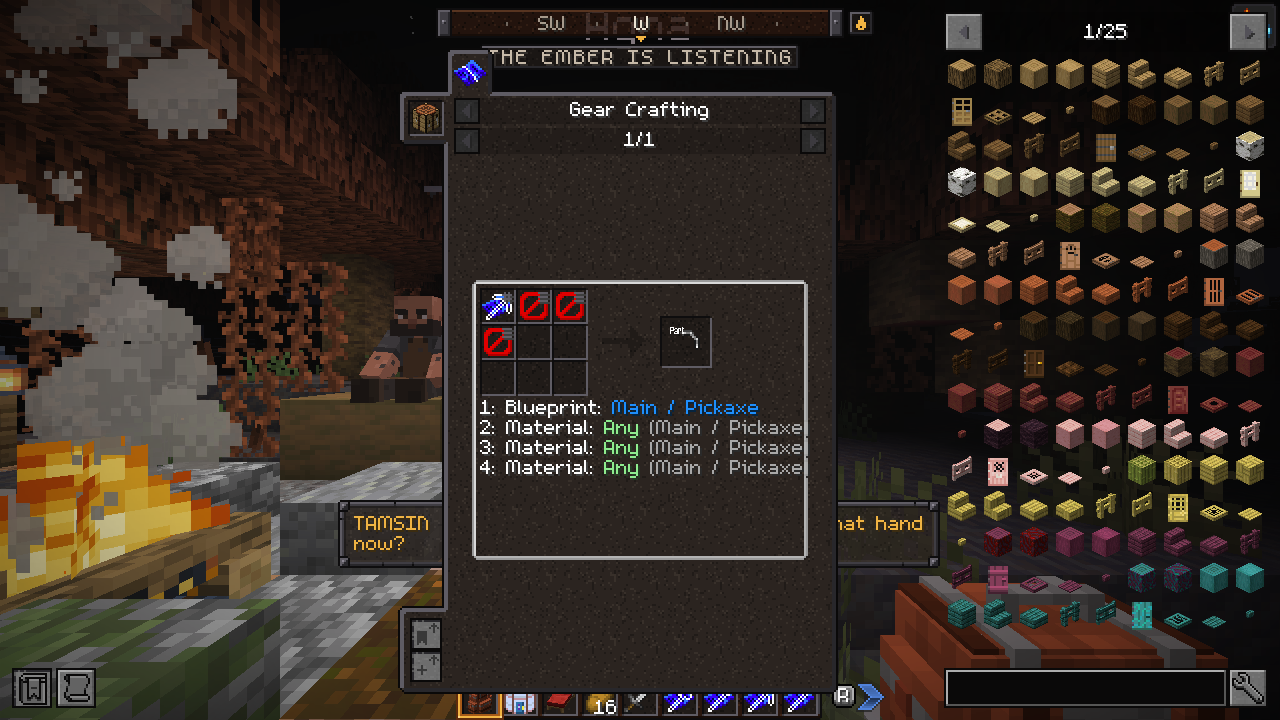 SW W NW
THE EMBER IS LISTENING
1/25
Gear Crafting
1/1
Part
1: Blueprint: Main / Pickaxe
2: Material: Any (Main / Pickaxe
3: Material: Any (Main / Pickaxe
4: Material: Any (Main / Pickaxe
TAMSIN
hat hand
now?
16
R